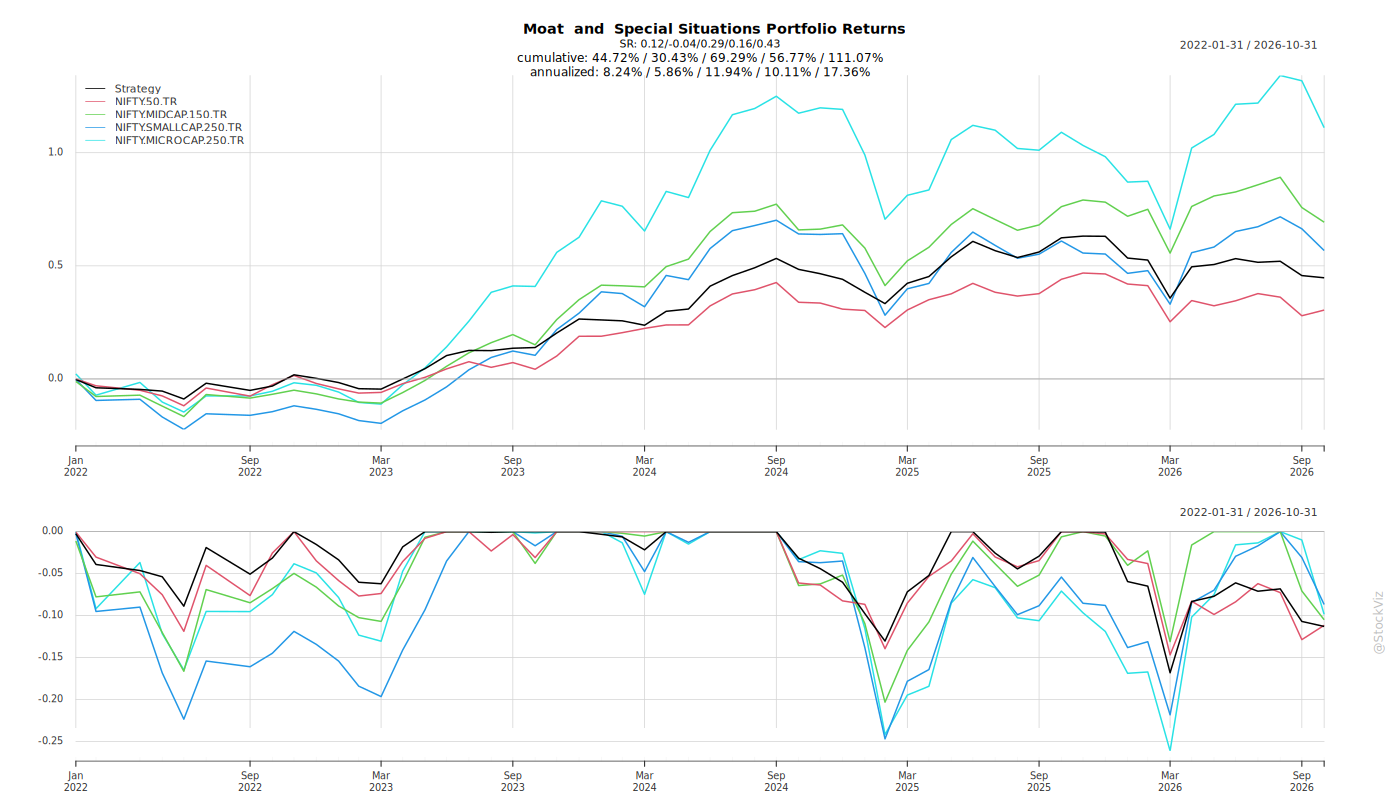 Moat and Special Situations Portfolio Returns
SR: 0.12/-0.04/0.29/0.16/0.43
cumulative: 44.72% / 30.43% / 69.29% / 56.77% / 111.07%
annualized: 8.24% / 5.86% / 11.94% / 10.11% / 17.36%
2022-01-31 / 2026-10-31
Strategy
NIFTY.50.TR
NIFTY.MIDCAP.150.TR
NIFTY.SMALLCAP.250.TR
NIFTY.MICROCAP.250.TR
1.0
0.5
0.0
Jan Sep Mar Sep Mar Sep Mar Sep Mar Sep
2022 2022 2023 2023 2024 2024 2025 2025 2026 2026
2022-01-31 / 2026-10-31
0.00
-0.05
-0.10
-0.15
-0.20
-0.25
Jan Sep Mar Sep Mar Sep Mar Sep Mar Sep
2022 2022 2023 2023 2024 2024 2025 2025 2026 2026
@StockViz